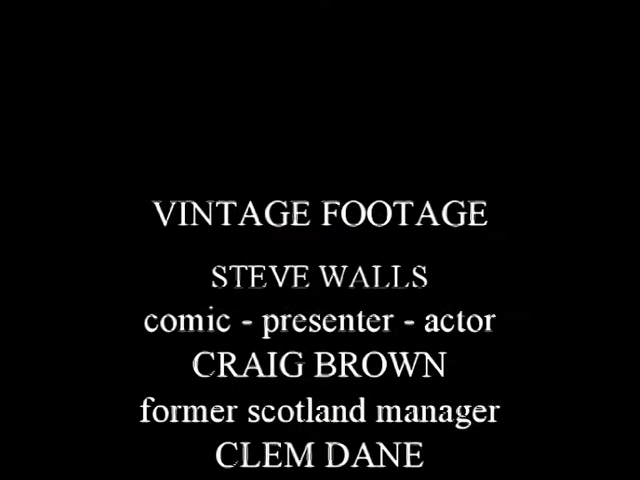 VINTAGE FOOTAGE
STEVE WALLS
comic - presenter - actor
CRAIG BROWN
former scotland manager
CLEM DANE